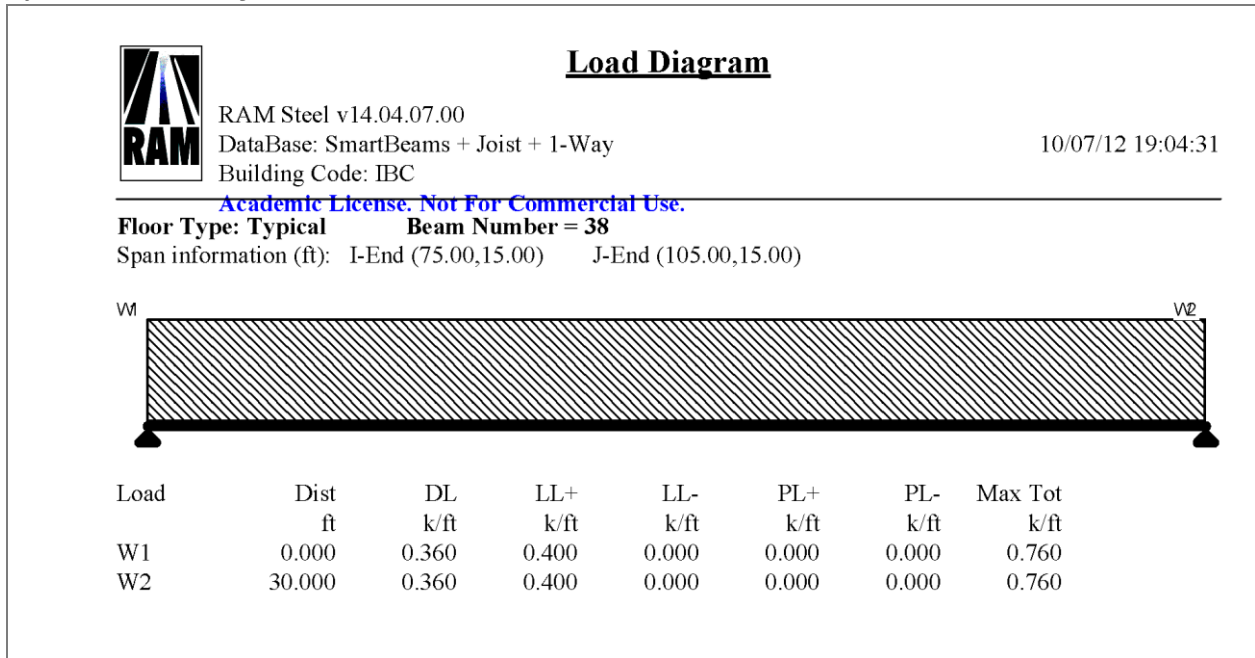 Load Diagram
RAM
RAM Steel v14.04.07.00
DataBase: SmartBeams + Joist + 1-Way 10/07/12 19:04:31
Building Code: IBC
Academic License. Not For Commercial Use.
Floor Type: Typical Beam Number = 38
Span information (ft): I-End (75.00,15.00) J-End (105.00,15.00)
W1 W2
Load Dist DL LL+ LL- PL+ PL- Max Tot
ft k/ft k/ft k/ft k/ft k/ft k/ft
W1 0.000 0.360 0.400 0.000 0.000 0.000 0.760
W2 30.000 0.360 0.400 0.000 0.000 0.000 0.760